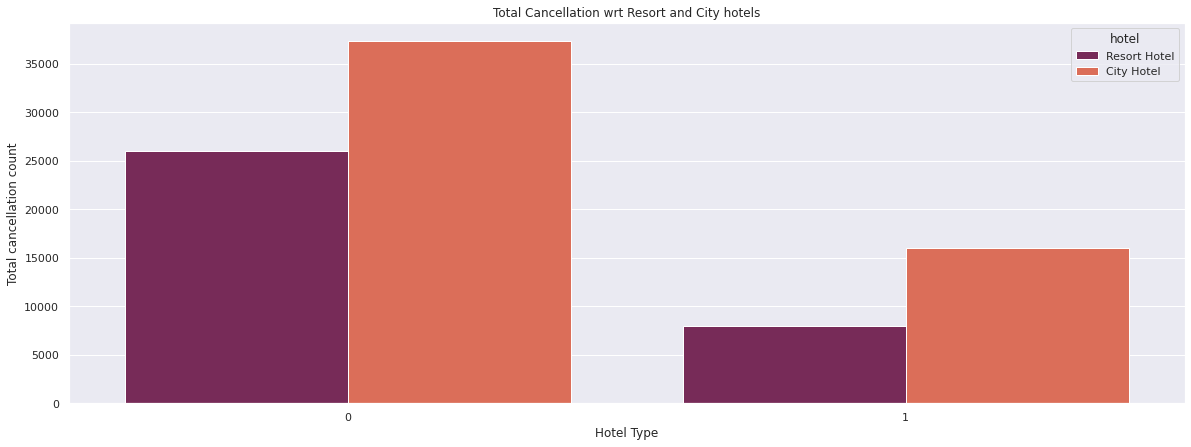 Total Cancellation wrt Resort and City hotels
hotel
Resort Hotel
City Hotel
Total cancellation count
35000
30000
25000
20000
15000
10000
5000
0
0
1
Hotel Type